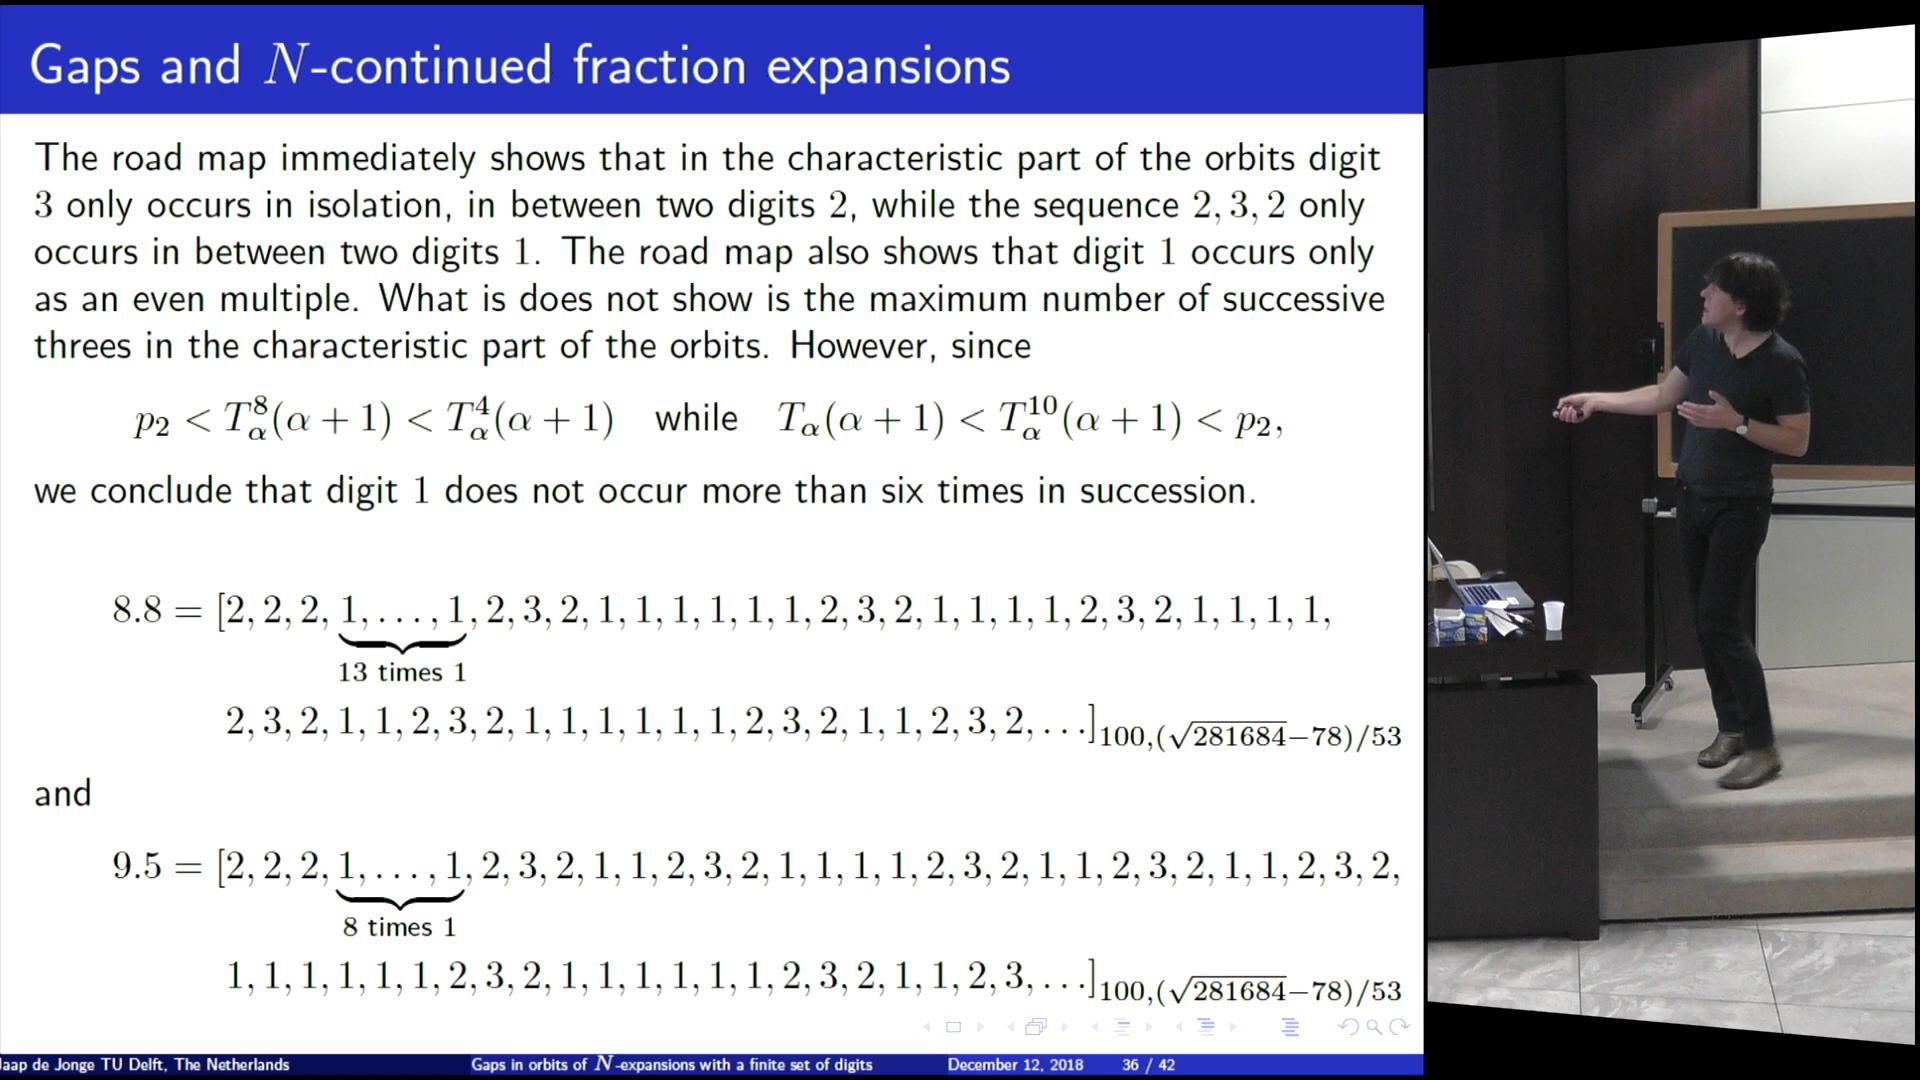 Gaps and N-continued fraction expansions
The road map immediately shows that in the characteristic part of the orbits digit
3 only occurs in isolation, in between two digits 2, while the sequence 2, 3, 2 only
occurs in between two digits 1. The road map also shows that digit 1 occurs only
as an even multiple. What is does not show is the maximum number of successive
threes in the characteristic part of the orbits. However, since
p₂ < T_α^8(α + 1) < T_α^4(α + 1) while T_α(α + 1) < T_α^10(α + 1) < p₂,
we conclude that digit 1 does not occur more than six times in succession.
8.8 = [2, 2, 2, 1, . . . , 1, 2, 3, 2, 1, 1, 1, 1, 1, 1, 2, 3, 2, 1, 1, 1, 1, 2, 3, 2, 1, 1, 1, 1,
13 times 1
2, 3, 2, 1, 1, 2, 3, 2, 1, 1, 1, 1, 1, 1, 2, 3, 2, 1, 1, 2, 3, 2, . . .]100,(√281684−78)/53
and
9.5 = [2, 2, 2, 1, . . . , 1, 2, 3, 2, 1, 1, 2, 3, 2, 1, 1, 1, 1, 2, 3, 2, 1, 1, 2, 3, 2, 1, 1, 2, 3, 2,
8 times 1
1, 1, 1, 1, 1, 1, 2, 3, 2, 1, 1, 1, 1, 1, 1, 2, 3, 2, 1, 1, 2, 3, . . .]100,(√281684−78)/53
Jaap de Jonge TU Delft, The Netherlands Gaps in orbits of N-expansions with a finite set of digits December 12, 2018 36 / 42